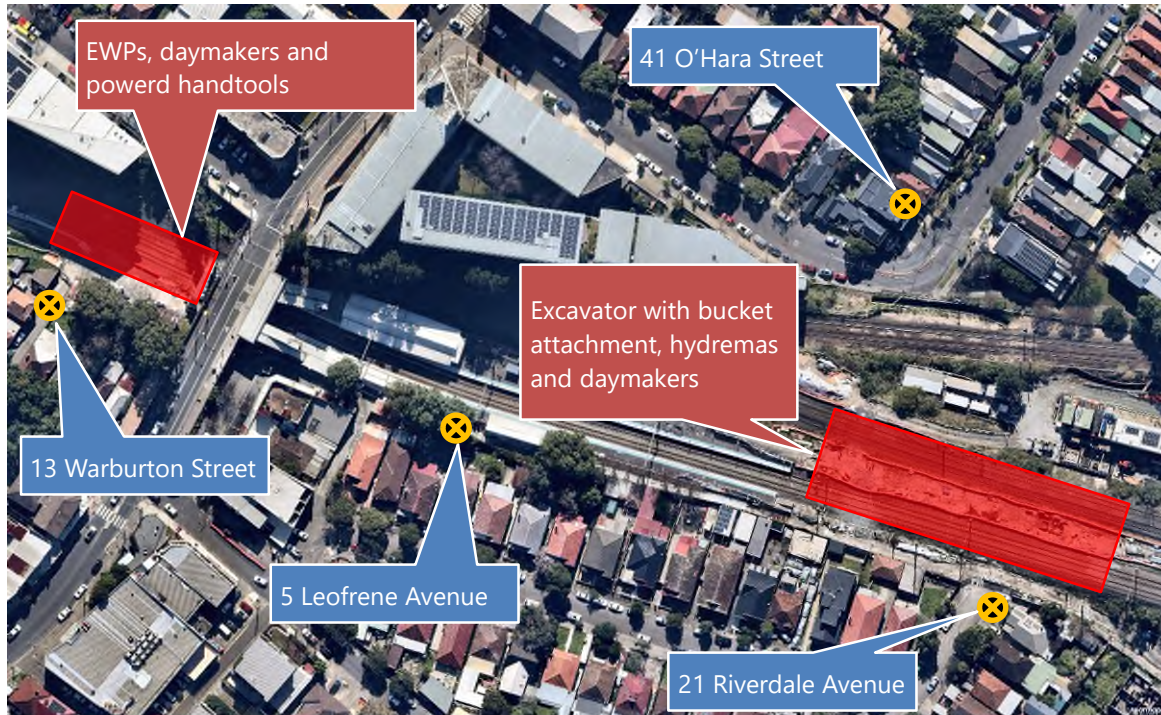 EWPs, daymakers and
powerd handtools
41 O'Hara Street
Excavator with bucket
attachment, hydremas
and daymakers
13 Warburton Street
5 Leofrene Avenue
21 Riverdale Avenue